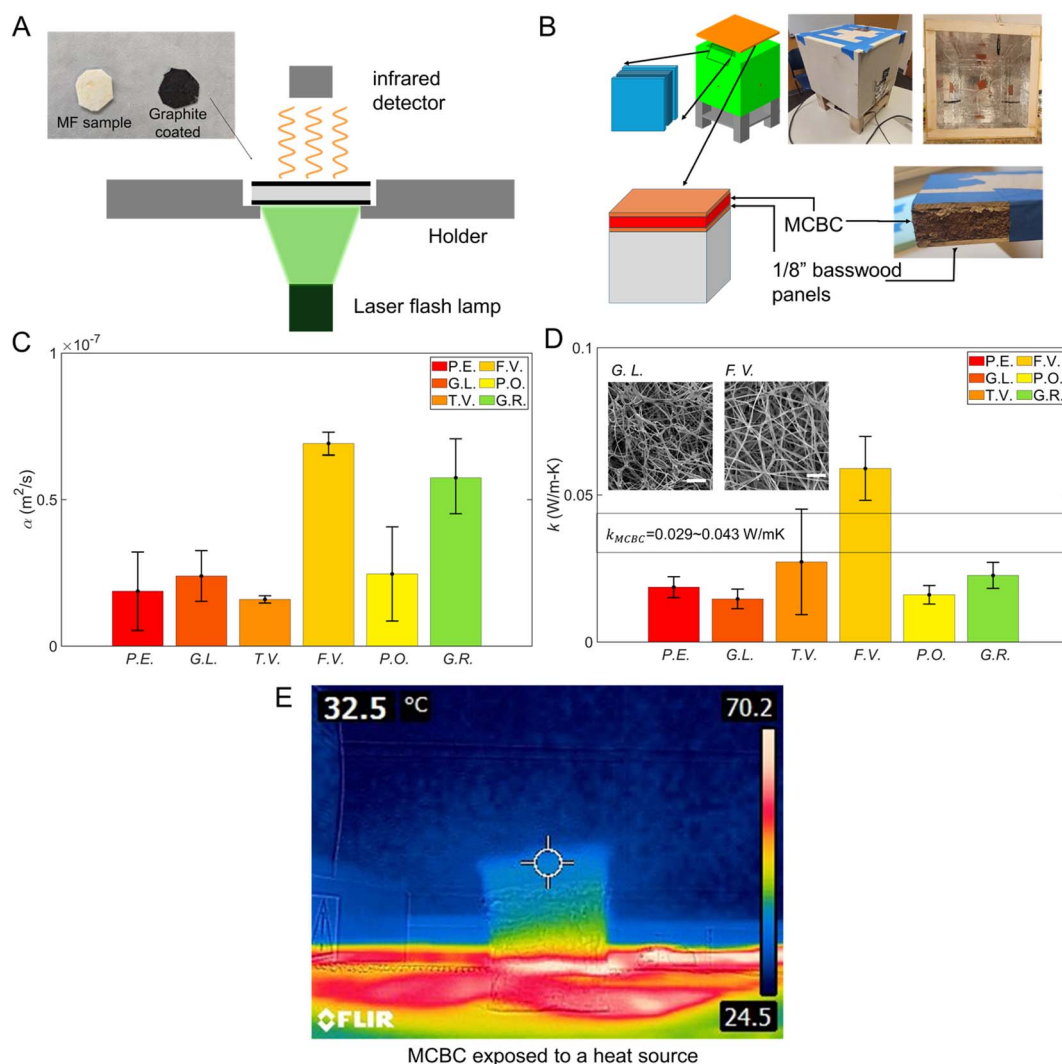 A
MF sample
Graphite
coated
infrared
detector
Holder
Laser flash lamp
B
MCBC
1/8” basswood
panels
C
×10⁻⁷
1
0.5
0
α (m²/s)
P.E.
F.V.
G.L.
P.O.
T.V.
G.R.
P.E.
G.L.
T.V.
F.V.
P.O.
G.R.
D
0.1
0.05
0
k (W/m-K)
G. L.
F. V.
P.E.
F.V.
G.L.
P.O.
T.V.
G.R.
k_MCBC=0.029~0.043 W/mK
P.E.
G.L.
T.V.
F.V.
P.O.
G.R.
E
32.5 °C
70.2
24.5
FLIR
MCBC exposed to a heat source